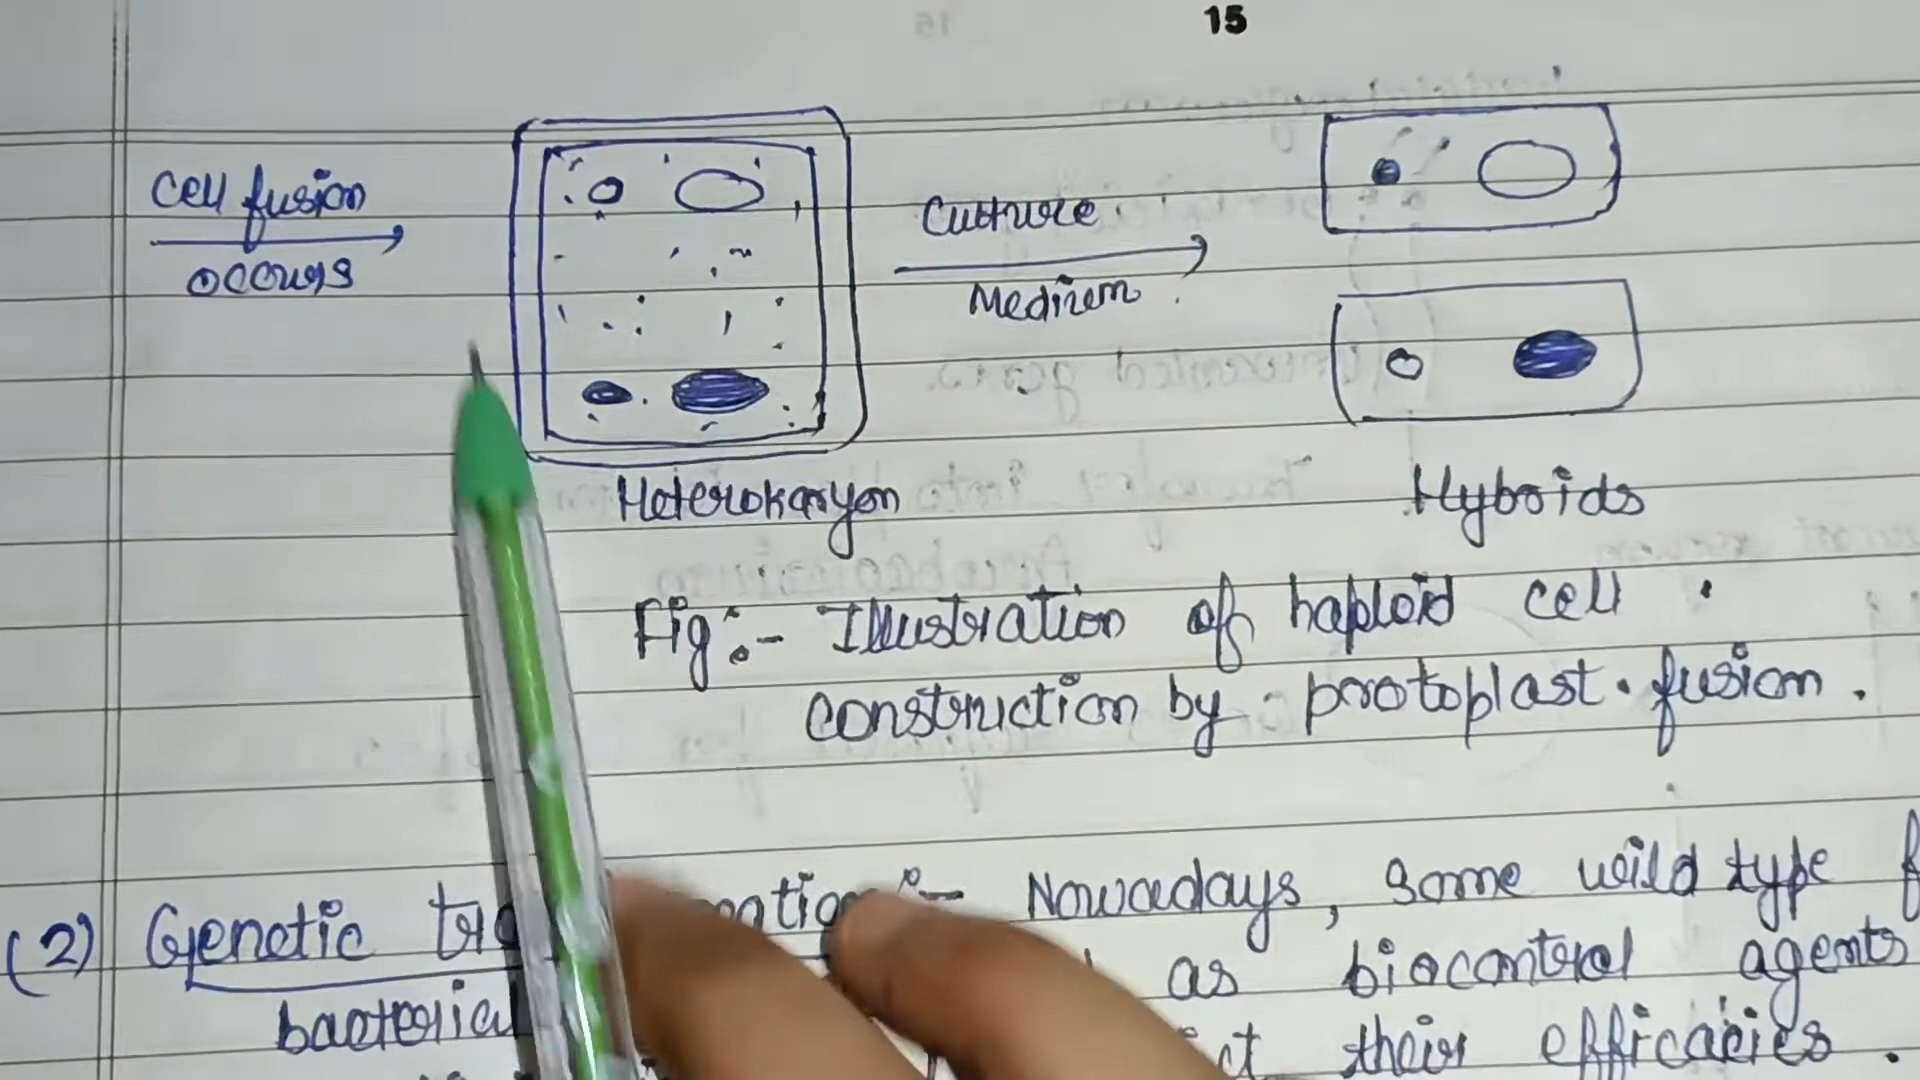 15
Cell fusion
occurs
Culture
Medium
Heterokaryon
Hybrids
Fig :- Illustration of haploid cell
construction by protoplast fusion.
(2) Genetic :- Nowadays, some wild type
bacterial as biocontrol agents
their efficacies.